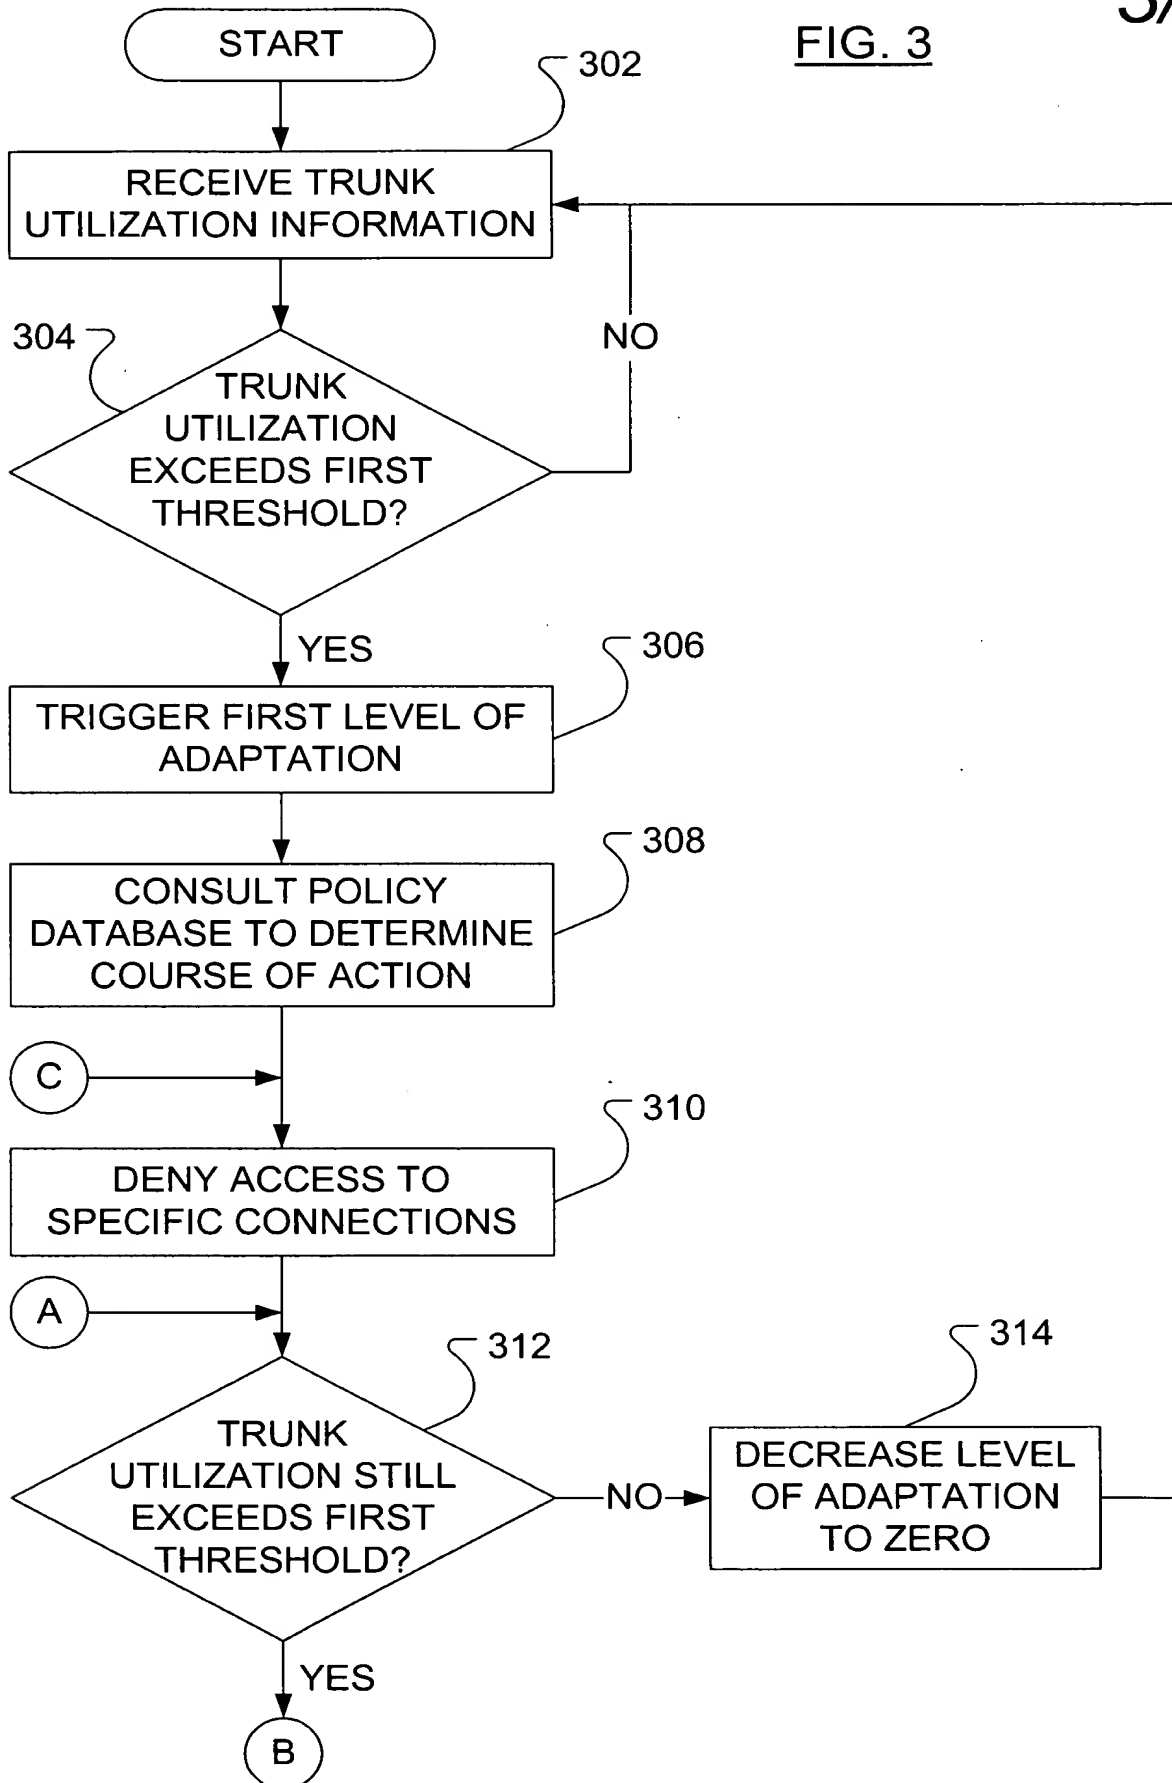 START
FIG. 3
302
RECEIVE TRUNK
UTILIZATION INFORMATION
304
NO
TRUNK
UTILIZATION
EXCEEDS FIRST
THRESHOLD?
YES
306
TRIGGER FIRST LEVEL OF
ADAPTATION
308
CONSULT POLICY
DATABASE TO DETERMINE
COURSE OF ACTION
C
310
DENY ACCESS TO
SPECIFIC CONNECTIONS
A
312
314
TRUNK
UTILIZATION STILL
EXCEEDS FIRST
THRESHOLD?
NO
DECREASE LEVEL
OF ADAPTATION
TO ZERO
YES
B